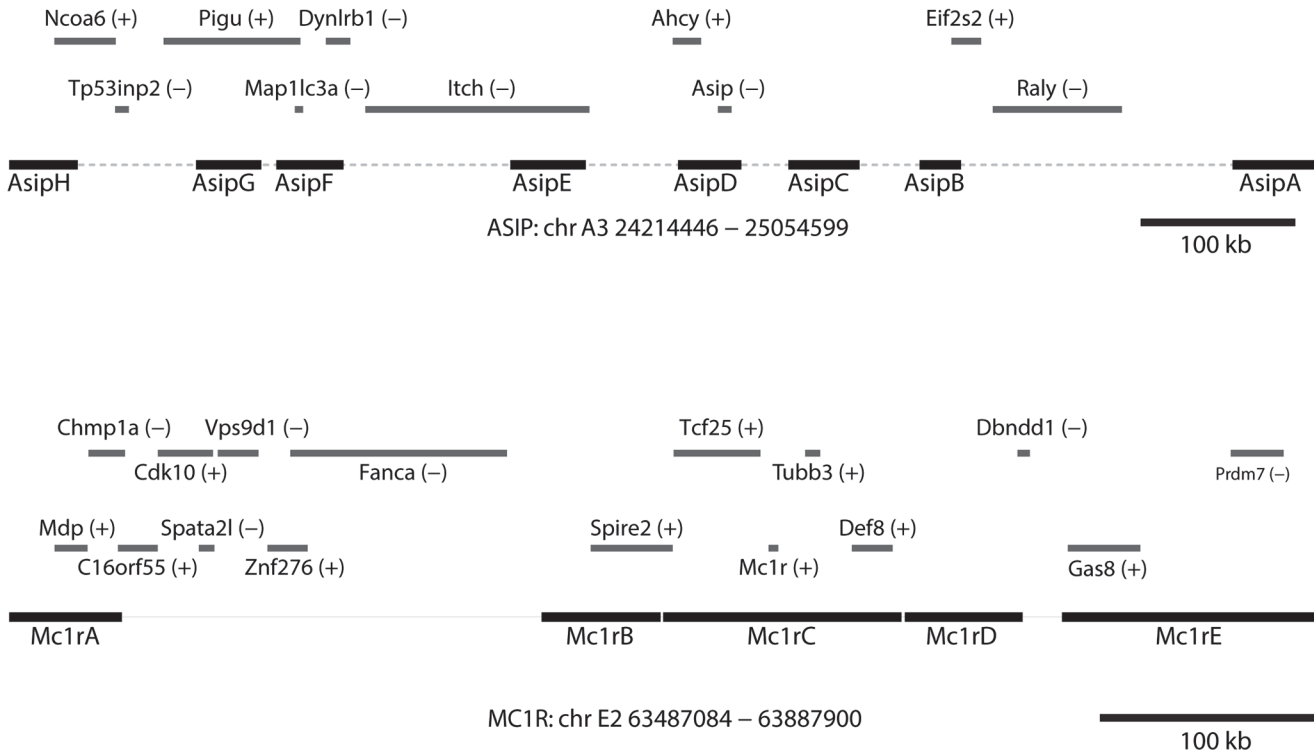 Ncoa6 (+) Pigu (+) Dynlrb1 (−) Ahcy (+) Eif2s2 (+)
Tp53inp2 (−) Map1lc3a (−) Itch (−) Asip (−) Raly (−)
AsipH AsipG AsipF AsipE AsipD AsipC AsipB AsipA
ASIP: chr A3 24214446 − 25054599
100 kb
Chmp1a (−) Vps9d1 (−) Tcf25 (+) Dbndd1 (−)
Cdk10 (+) Fanca (−) Tubb3 (+) Prdm7 (−)
Mdp (+) Spata2l (−) Spire2 (+) Def8 (+)
C16orf55 (+) Znf276 (+) Mc1r (+) Gas8 (+)
Mc1rA Mc1rB Mc1rC Mc1rD Mc1rE
MC1R: chr E2 63487084 − 63887900
100 kb